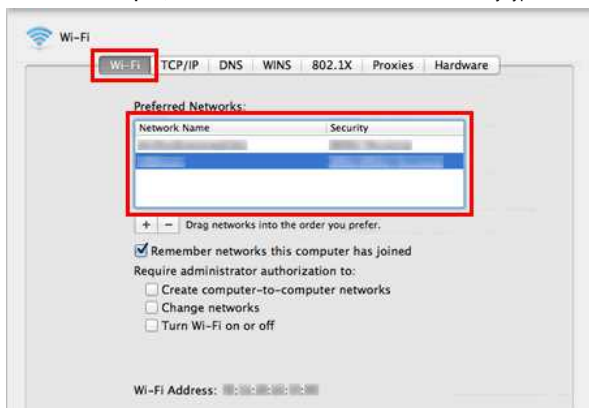 Wi-Fi
Wi-Fi TCP/IP DNS WINS 802.1X Proxies Hardware
Preferred Networks:
Network Name Security
+ - Drag networks into the order you prefer.
Remember networks this computer has joined
Require administrator authorization to:
Create computer-to-computer networks
Change networks
Turn Wi-Fi on or off
Wi-Fi Address: